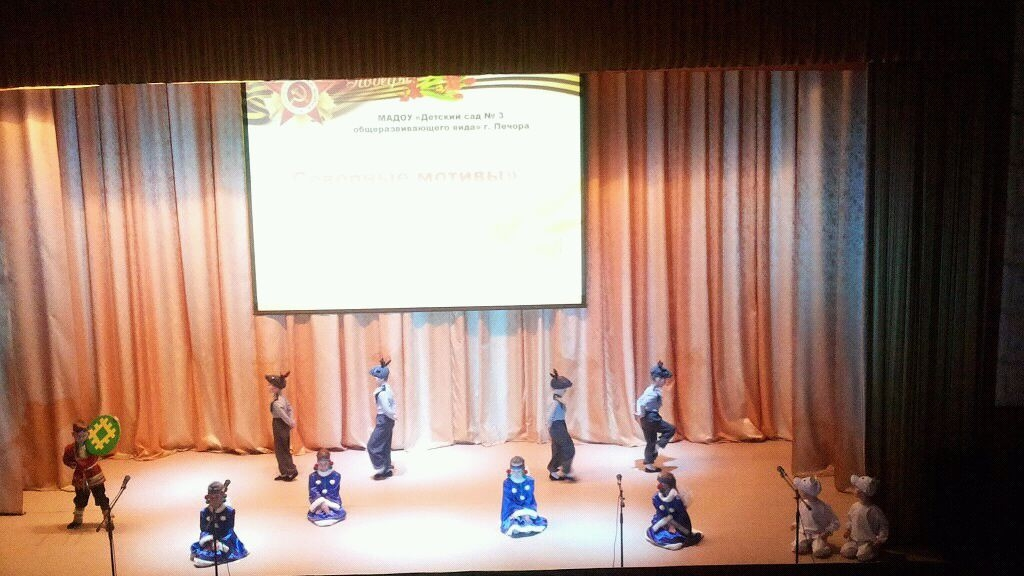 МАДОУ «Детский сад № 3
общеразвивающего вида» г. Печора
Северные мотивы»